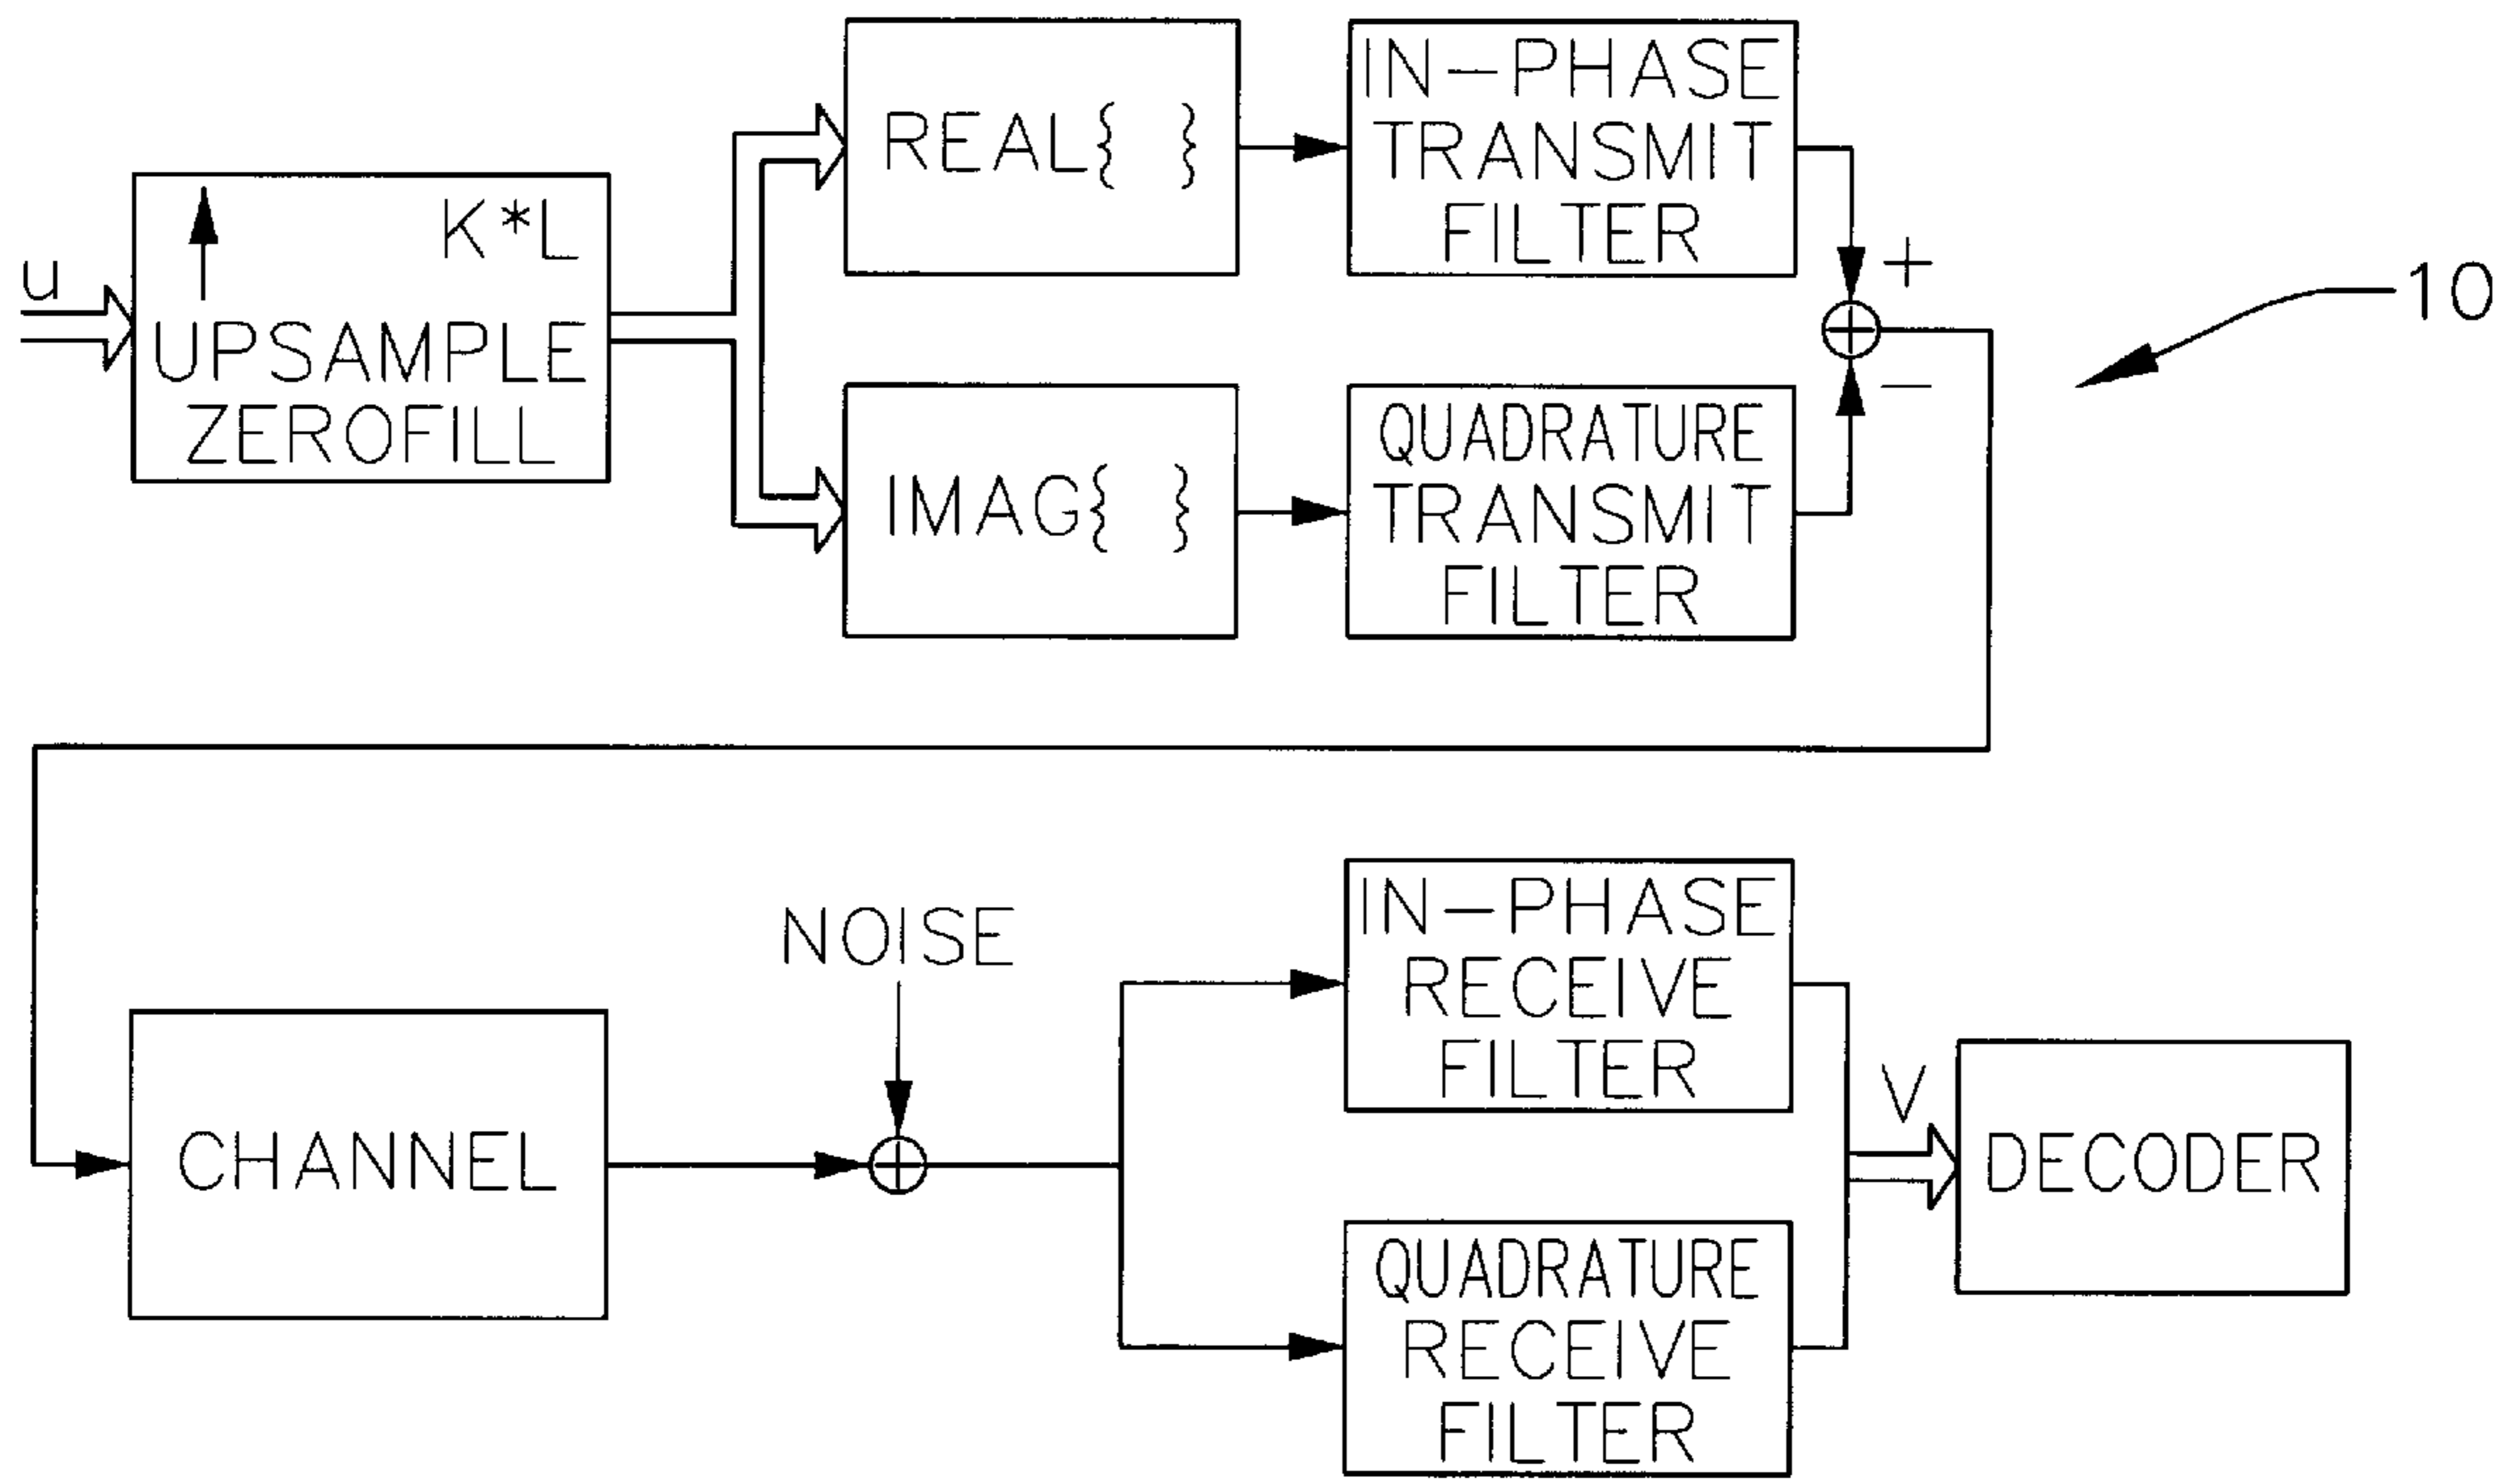 u
K*L
UPSAMPLE
ZEROFILL
REAL{ }
IN-PHASE
TRANSMIT
FILTER
+
10
IMAG{ }
QUADRATURE
TRANSMIT
FILTER
−
CHANNEL
NOISE
IN-PHASE
RECEIVE
FILTER
QUADRATURE
RECEIVE
FILTER
V
DECODER